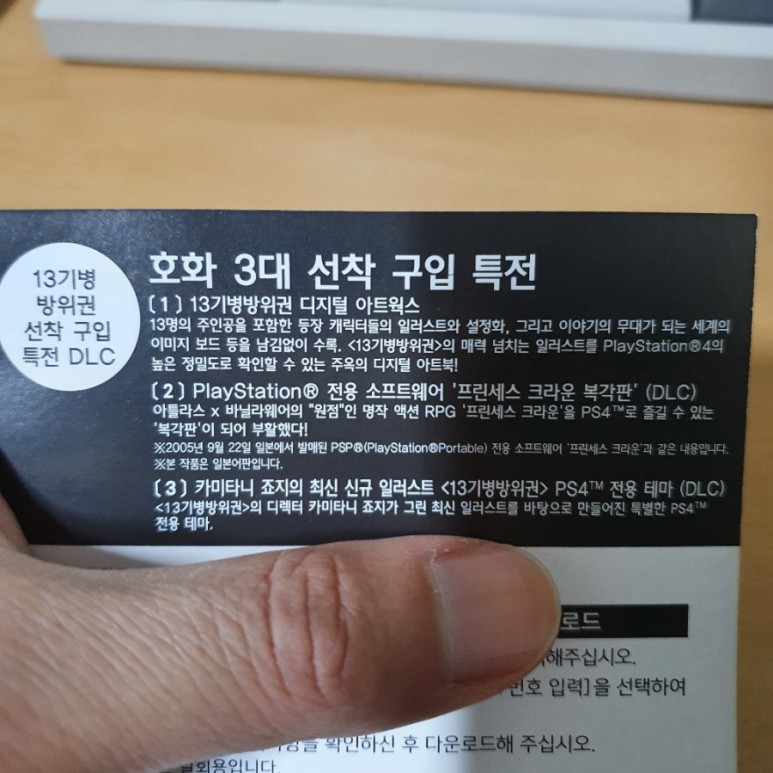 13기병
방위권
선착 구입
특전 DLC
호화 3대 선착 구입 특전
(1) 13기병방위권 디지털 아트웍스
13명의 주인공을 포함한 등장 캐릭터들의 일러스트와 설정화, 그리고 이야기의 무대가 되는 세계의
이미지 보드 등을 남김없이 수록. <13기병방위권>의 매력 넘치는 일러스트를 PlayStation®4의
높은 정밀도로 확인할 수 있는 주옥의 디지털 아트북!
(2) PlayStation® 전용 소프트웨어 '프린세스 크라운 복각판' (DLC)
아틀라스 x 바닐라웨어의 "원점"인 명작 액션 RPG '프린세스 크라운'을 PS4™로 즐길 수 있는
'복각판'이 되어 부활했다!
※2005년 9월 22일 일본에서 발매된 PSP®(PlayStation®Portable) 전용 소프트웨어 '프린세스 크라운'과 같은 내용입니다.
※본 작품은 일본어판입니다.
(3) 카미타니 죠지의 최신 신규 일러스트 <13기병방위권> PS4™ 전용 테마 (DLC)
<13기병방위권>의 디렉터 카미타니 죠지가 그린 최신 일러스트를 바탕으로 만들어진 특별한 PS4™
전용 테마.
로드
해주십시오.
번호 입력]을 선택하여
확인하신 후 다운로드해 주십시오.
일회용입니다.